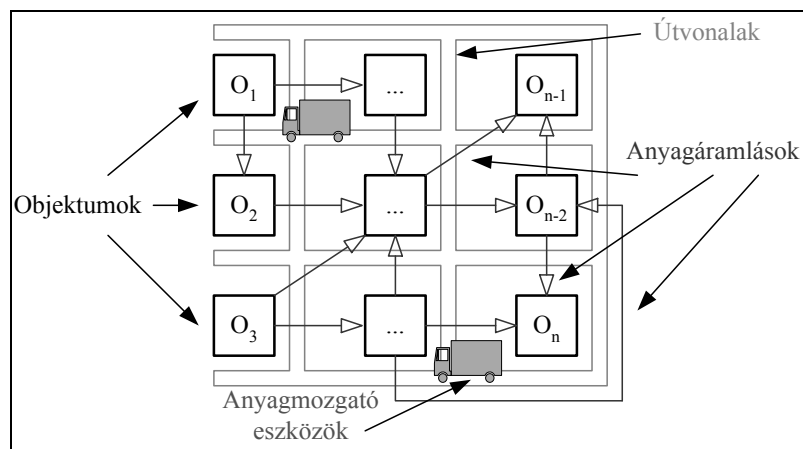 Útvonalak
O1
...
On-1
Anyagáramlások
Objektumok
O2
...
On-2
O3
...
On
Anyagmozgató
eszközök